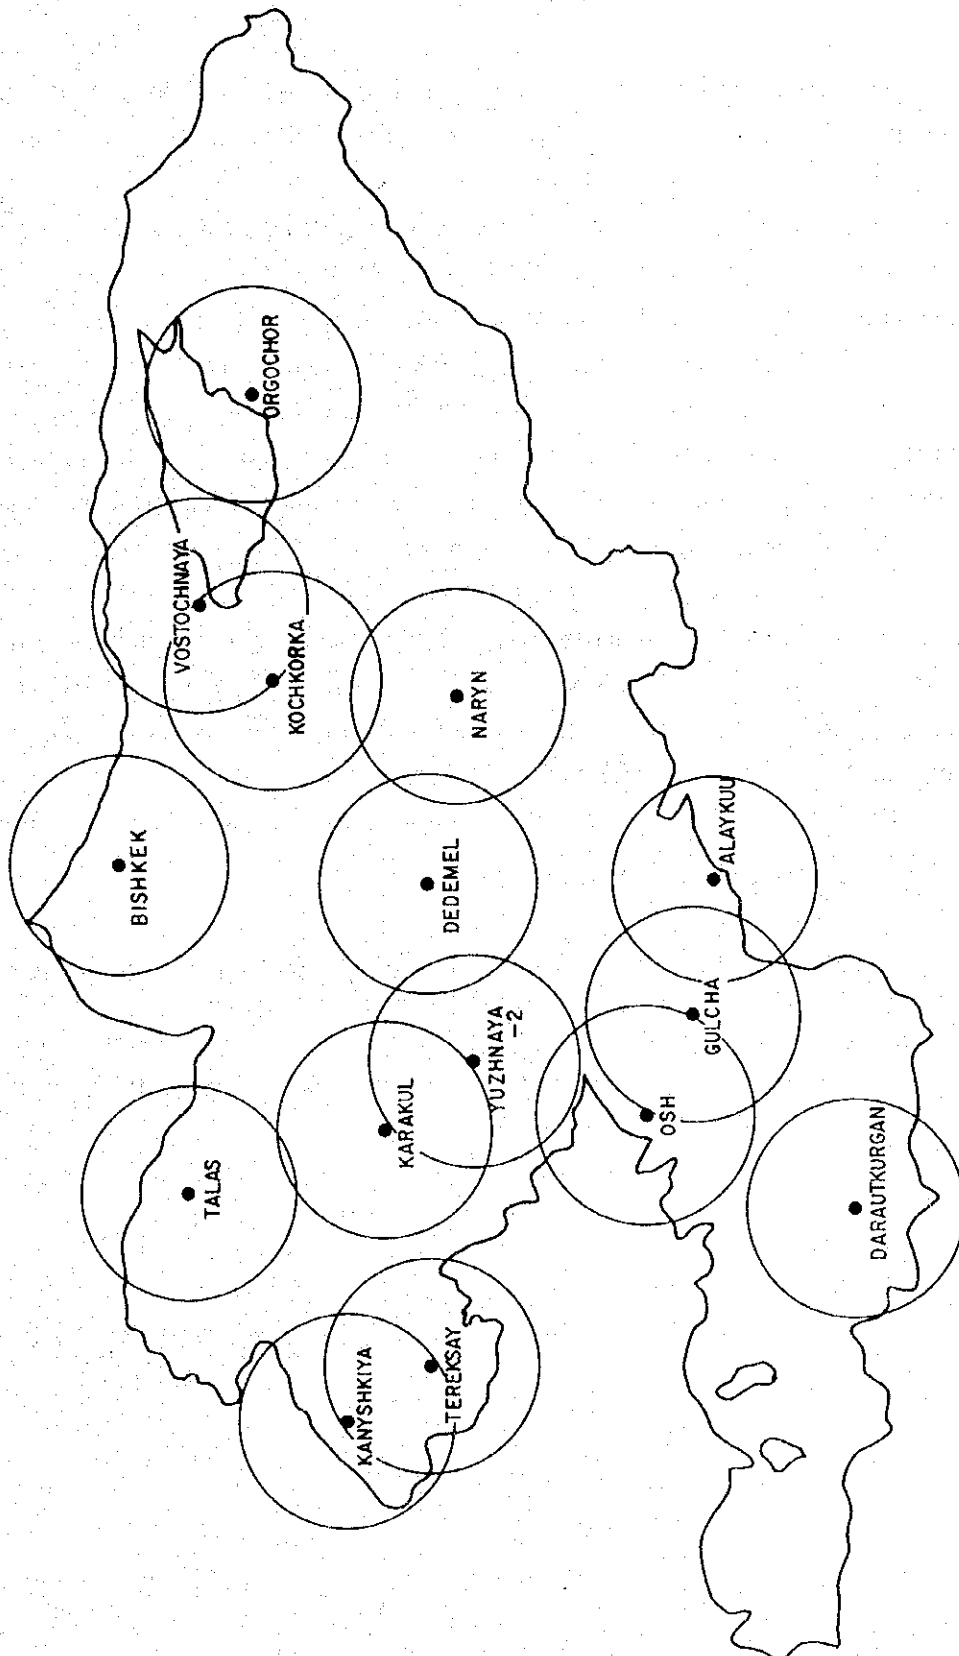 ORGOCHOR
VOSTOCHNAYA
KOCHKORKA
NARYN
BISHKEK
DEDEMEL
ALAYKUU
YUZHNAYA
-2
GULCHA
KARAKUL
OSH
TALAS
DARAUTKURGAN
TEREKSAY
KANYSHKIYA